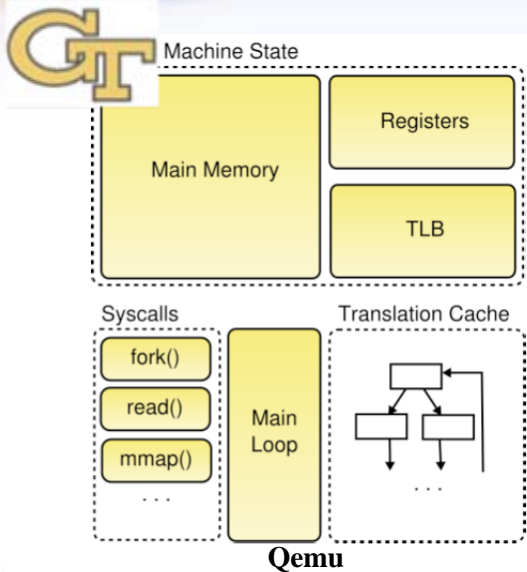 GT
Machine State
Main Memory
Registers
TLB
Syscalls
fork()
read()
mmap()
. . .
Main
Loop
Translation Cache
. . .
Qemu